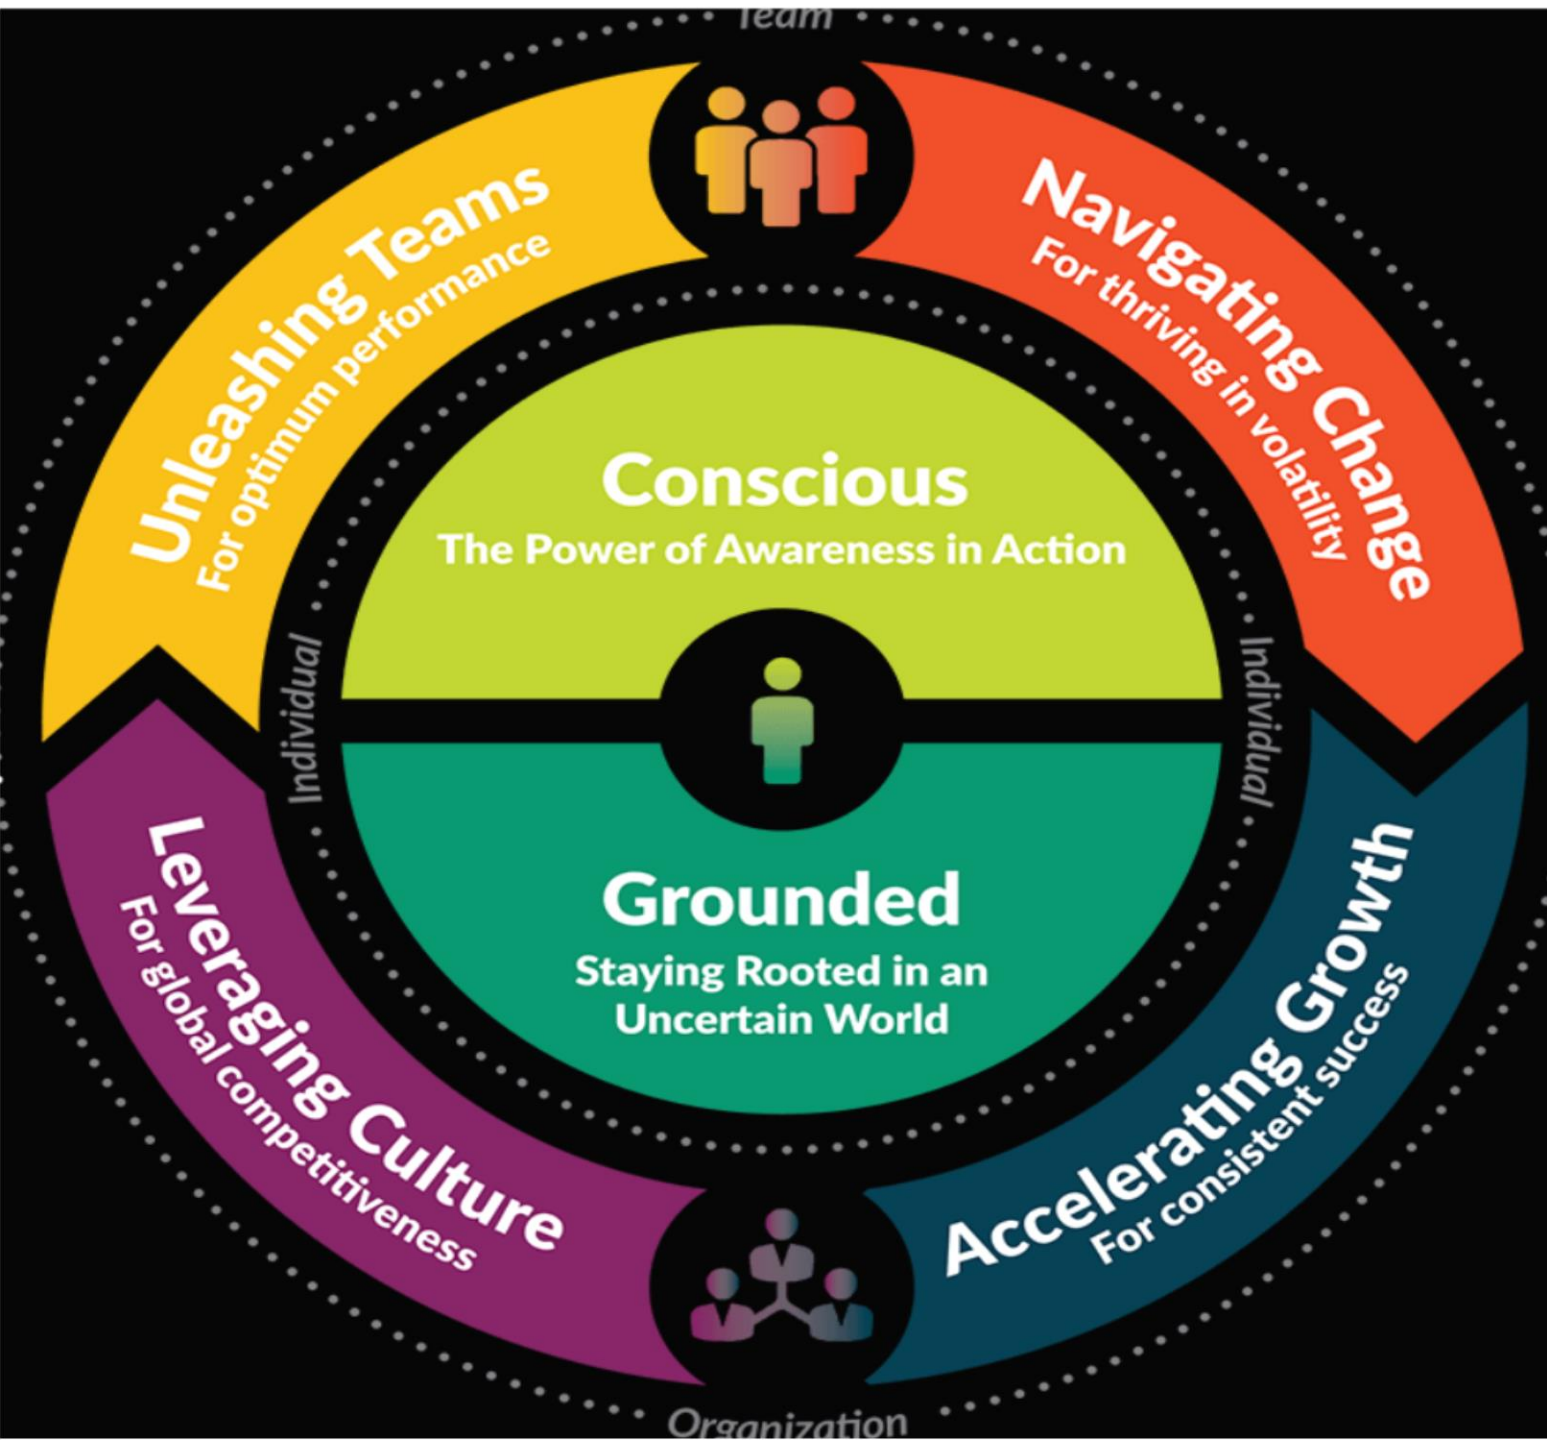 Team
Unleashing Teams
For optimum performance
Navigating Change
For thriving in volatility
Conscious
The Power of Awareness in Action
Individual
Individual
Grounded
Staying Rooted in an
Uncertain World
Leveraging Culture
For global competitiveness
Accelerating Growth
For consistent success
Organization